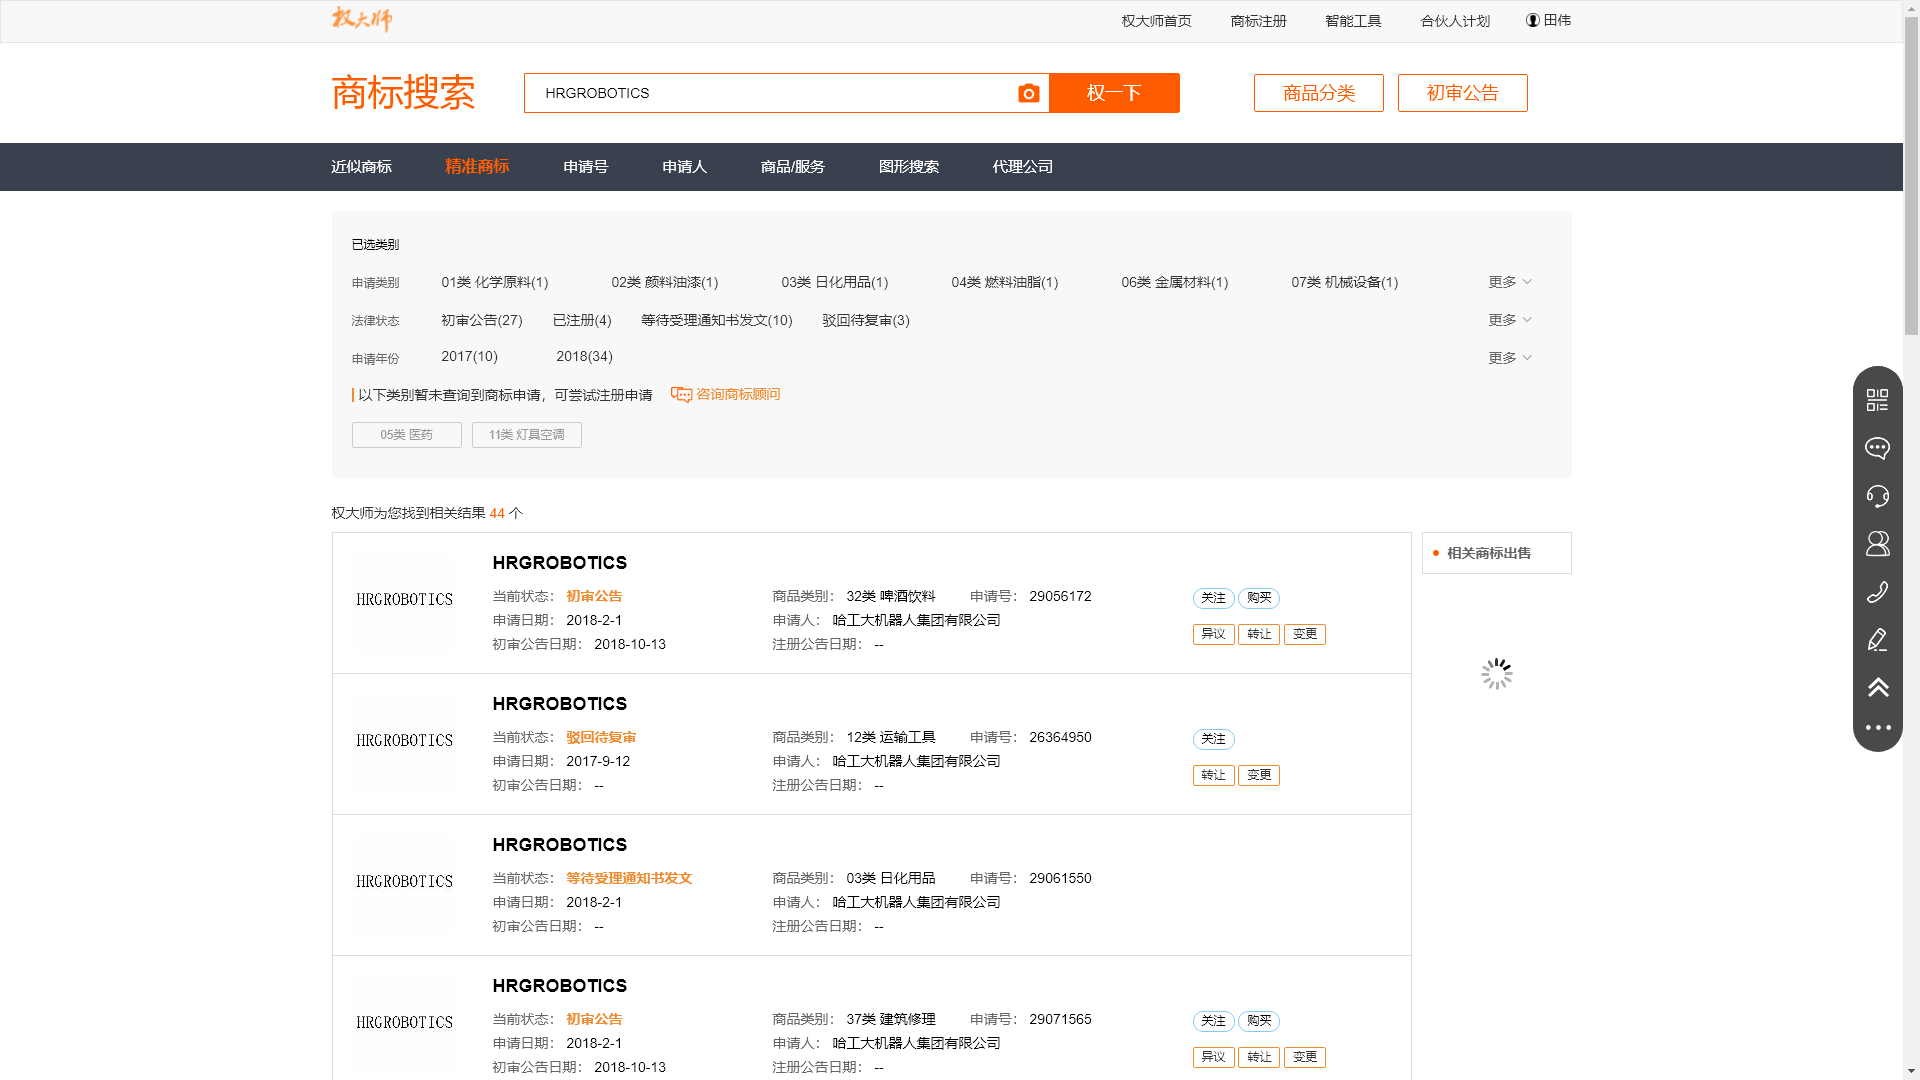 权大师 权大师首页 商标注册 智能工具 合伙人计划 田伟
商标搜索 HRGROBOTICS 权一下 商品分类 初审公告
近似商标 精准商标 申请号 申请人 商品/服务 图形搜索 代理公司
已选类别
申请类别 01类 化学原料(1) 02类 颜料油漆(1) 03类 日化用品(1) 04类 燃料油脂(1) 06类 金属材料(1) 07类 机械设备(1) 更多
法律状态 初审公告(27) 已注册(4) 等待受理通知书发文(10) 驳回待复审(3) 更多
申请年份 2017(10) 2018(34) 更多
以下类别暂未查询到商标申请，可尝试注册申请 咨询商标顾问
05类 医药 11类 灯具空调
权大师为您找到相关结果 44 个
相关商标出售
HRGROBOTICS
HRGROBOTICS
当前状态： 初审公告 商品类别： 32类 啤酒饮料 申请号： 29056172 关注 购买
申请日期： 2018-2-1 申请人： 哈工大机器人集团有限公司 异议 转让 变更
初审公告日期： 2018-10-13 注册公告日期： --
HRGROBOTICS
HRGROBOTICS
当前状态： 驳回待复审 商品类别： 12类 运输工具 申请号： 26364950 关注
申请日期： 2017-9-12 申请人： 哈工大机器人集团有限公司 转让 变更
初审公告日期： -- 注册公告日期： --
HRGROBOTICS
HRGROBOTICS
当前状态： 等待受理通知书发文 商品类别： 03类 日化用品 申请号： 29061550
申请日期： 2018-2-1 申请人： 哈工大机器人集团有限公司
初审公告日期： -- 注册公告日期： --
HRGROBOTICS
HRGROBOTICS
当前状态： 初审公告 商品类别： 37类 建筑修理 申请号： 29071565 关注 购买
申请日期： 2018-2-1 申请人： 哈工大机器人集团有限公司 异议 转让 变更
初审公告日期： 2018-10-13 注册公告日期： --